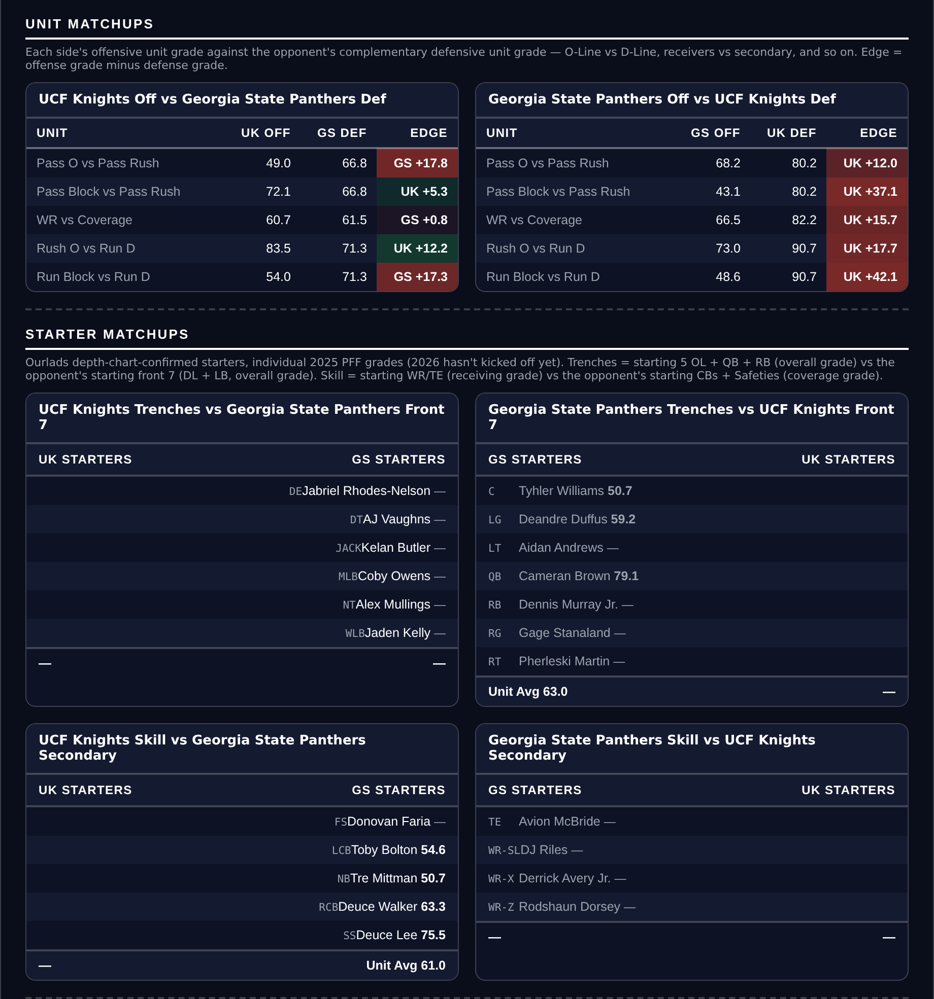 UNIT MATCHUPS
Each side's offensive unit grade against the opponent's complementary defensive unit grade — O-Line vs D-Line, receivers vs secondary, and so on. Edge =
offense grade minus defense grade.
UCF Knights Off vs Georgia State Panthers Def
UNIT UK OFF GS DEF EDGE
Pass O vs Pass Rush 49.0 66.8 GS +17.8
Pass Block vs Pass Rush 72.1 66.8 UK +5.3
WR vs Coverage 60.7 61.5 GS +0.8
Rush O vs Run D 83.5 71.3 UK +12.2
Run Block vs Run D 54.0 71.3 GS +17.3
Georgia State Panthers Off vs UCF Knights Def
UNIT GS OFF UK DEF EDGE
Pass O vs Pass Rush 68.2 80.2 UK +12.0
Pass Block vs Pass Rush 43.1 80.2 UK +37.1
WR vs Coverage 66.5 82.2 UK +15.7
Rush O vs Run D 73.0 90.7 UK +17.7
Run Block vs Run D 48.6 90.7 UK +42.1
STARTER MATCHUPS
Ourlads depth-chart-confirmed starters, individual 2025 PFF grades (2026 hasn't kicked off yet). Trenches = starting 5 OL + QB + RB (overall grade) vs the
opponent's starting front 7 (DL + LB, overall grade). Skill = starting WR/TE (receiving grade) vs the opponent's starting CBs + Safeties (coverage grade).
UCF Knights Trenches vs Georgia State Panthers Front
7
UK STARTERS GS STARTERS
DEJabriel Rhodes-Nelson —
DTAJ Vaughns —
JACKKelan Butler —
MLBCoby Owens —
NTAlex Mullings —
WLBJaden Kelly —
— —
Georgia State Panthers Trenches vs UCF Knights Front
7
GS STARTERS UK STARTERS
C Tyhler Williams 50.7
LG Deandre Duffus 59.2
LT Aidan Andrews —
QB Cameran Brown 79.1
RB Dennis Murray Jr. —
RG Gage Stanaland —
RT Pherleski Martin —
Unit Avg 63.0 —
UCF Knights Skill vs Georgia State Panthers
Secondary
UK STARTERS GS STARTERS
FSDonovan Faria —
LCBToby Bolton 54.6
NBTre Mittman 50.7
RCBDeuce Walker 63.3
SSDeuce Lee 75.5
— Unit Avg 61.0
Georgia State Panthers Skill vs UCF Knights
Secondary
GS STARTERS UK STARTERS
TE Avion McBride —
WR-SLDJ Riles —
WR-X Derrick Avery Jr. —
WR-Z Rodshaun Dorsey —
— —